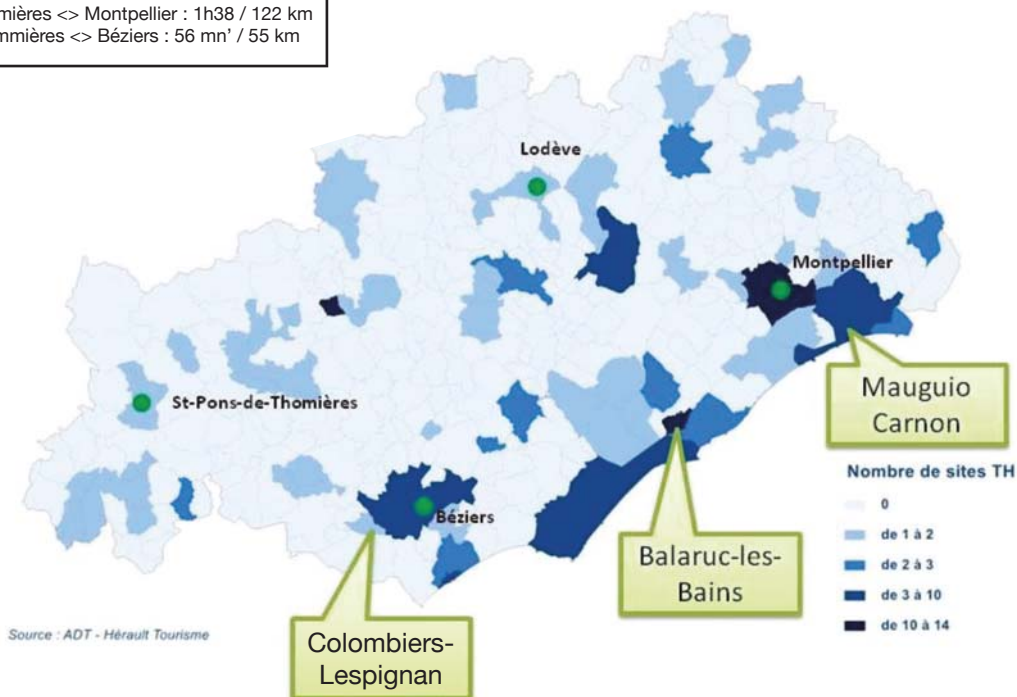 mières <> Montpellier : 1h38 / 122 km
mmières <> Béziers : 56 mn' / 55 km
Lodève
Montpellier
St-Pons-de-Thomières
Béziers
Mauguio
Carnon
Balaruc-les-
Bains
Colombiers-
Lespignan
Nombre de sites TH
0
de 1 à 2
de 2 à 3
de 3 à 10
de 10 à 14
Source : ADT - Hérault Tourisme